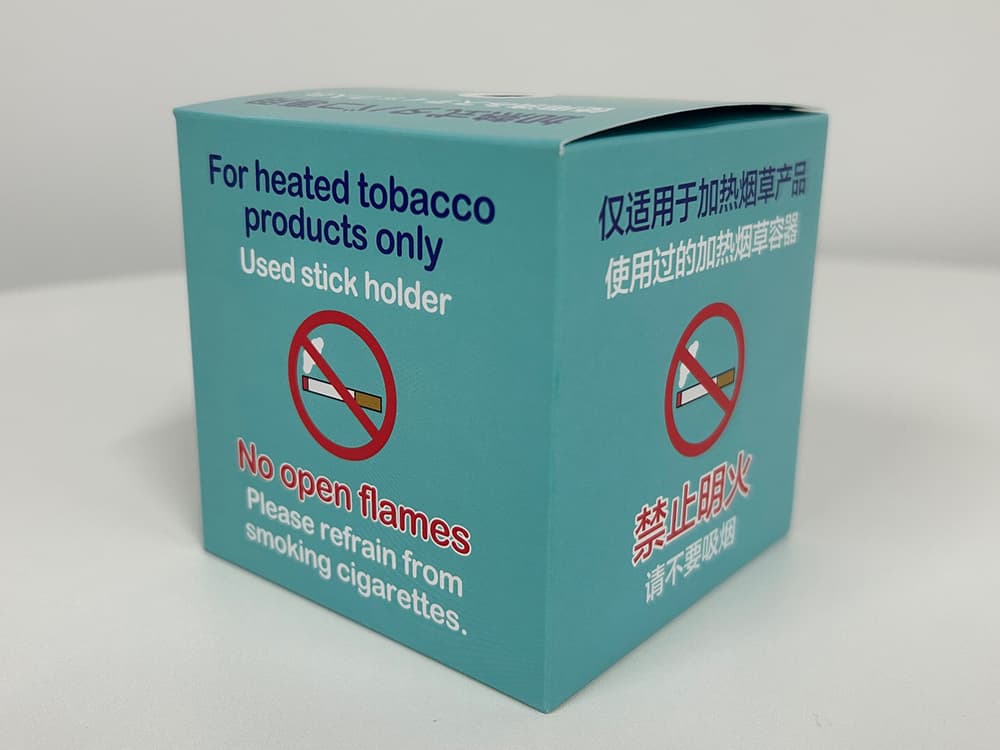 For heated tobacco
products only
Used stick holder
No open flames
Please refrain from
smoking cigarettes.
仅适用于加热烟草产品
使用过的加热烟草容器
禁止明火
请不要吸烟